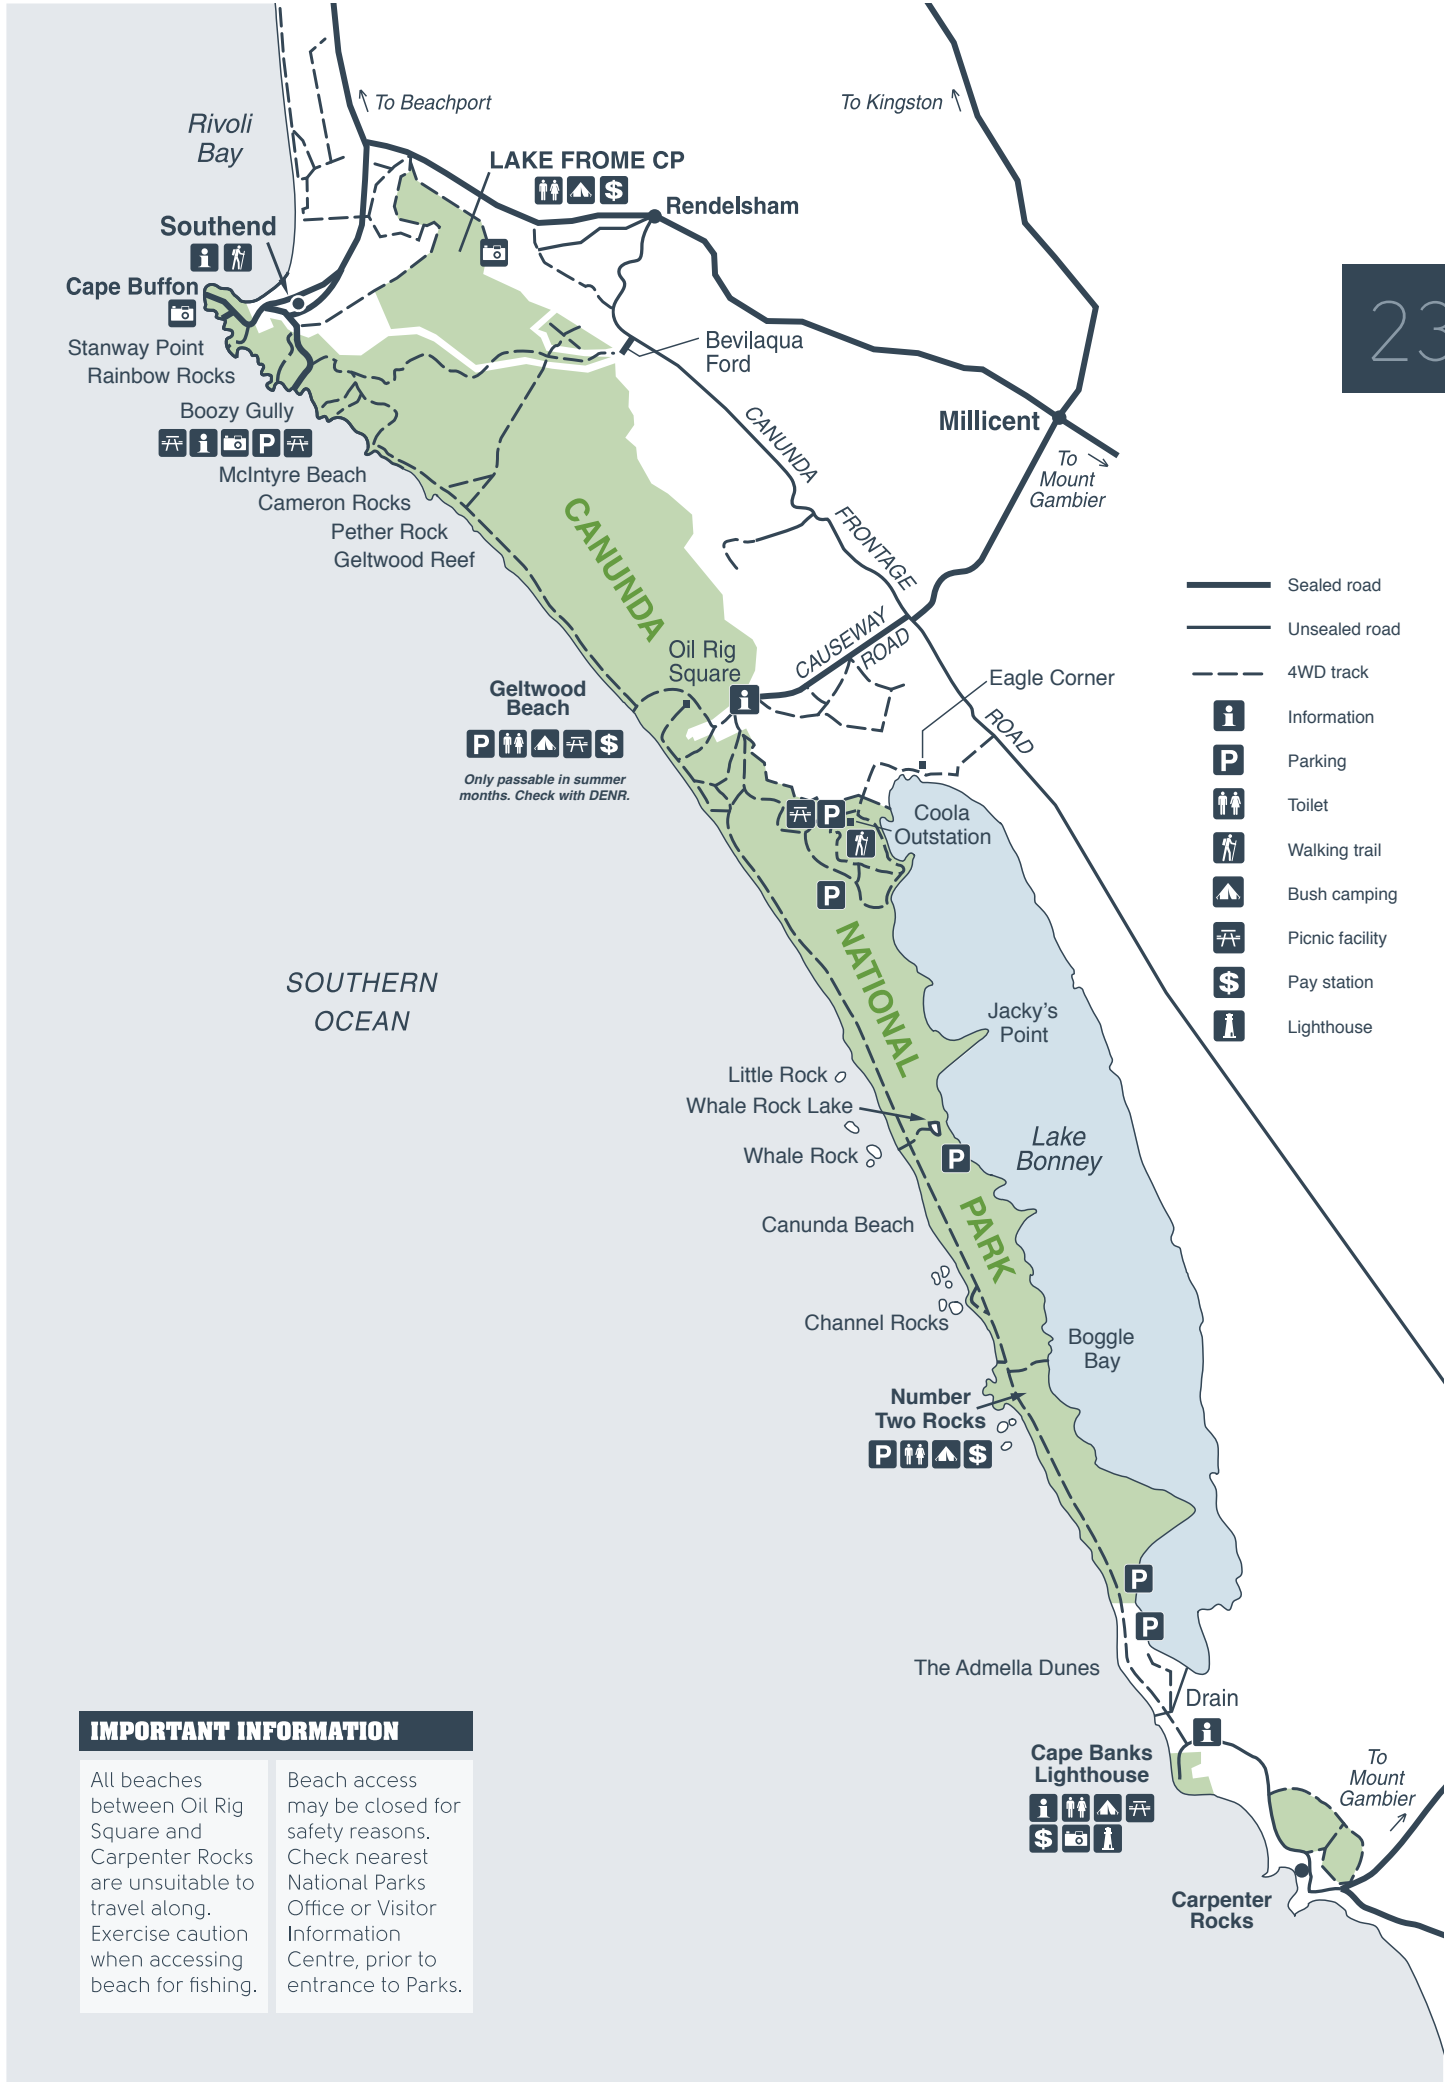 To Beachport
To Kingston
Rivoli
Bay
LAKE FROME CP
$
Rendelsham
Southend
i
Cape Buffon
Stanway Point
Rainbow Rocks
Bevilaqua
Ford
23
Boozy Gully
i P
Millicent
CANUNDA
McIntyre Beach
Cameron Rocks
Pether Rock
Geltwood Reef
To
Mount
Gambier
CANUNDA
FRONTAGE
ROAD
CAUSEWAY
ROAD
Oil Rig
Square
i
Eagle Corner
Geltwood
Beach
P $
Only passable in summer
months. Check with DENR.
Sealed road
Unsealed road
4WD track
i Information
P Parking
Toilet
Walking trail
Bush camping
Picnic facility
$ Pay station
Lighthouse
P
Coola
Outstation
P
NATIONAL
SOUTHERN
OCEAN
Jacky's
Point
Little Rock
Whale Rock Lake
Whale Rock
P
Lake
Bonney
PARK
Canunda Beach
Channel Rocks
Boggle
Bay
Number
Two Rocks
P $
P
P
The Admella Dunes
Drain
i
Cape Banks
Lighthouse
i
$
To
Mount
Gambier
Carpenter
Rocks
IMPORTANT INFORMATION
All beaches
between Oil Rig
Square and
Carpenter Rocks
are unsuitable to
travel along.
Exercise caution
when accessing
beach for fishing.
Beach access
may be closed for
safety reasons.
Check nearest
National Parks
Office or Visitor
Information
Centre, prior to
entrance to Parks.